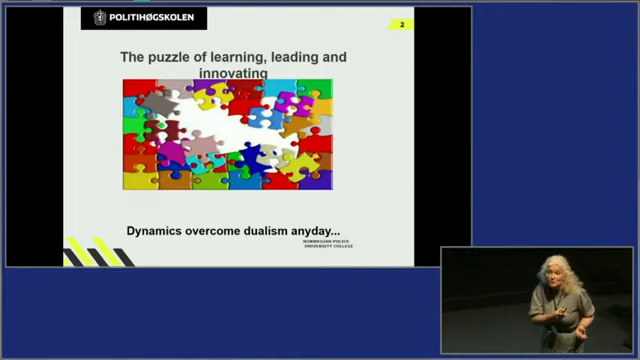 POLITIHØGSKOLEN
2
The puzzle of learning, leading and
innovating
Dynamics overcome dualism anyday...
NORWEGIAN POLICE
UNIVERSITY COLLEGE